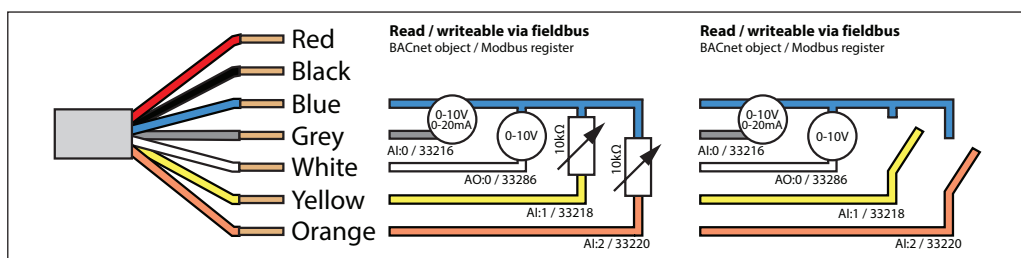 Red
Black
Blue
Grey
White
Yellow
Orange
Read / writeable via fieldbus
BACnet object / Modbus register
0-10V
0-20mA
0-10V
10kΩ
10kΩ
AI:0 / 33216
AO:0 / 33286
AI:1 / 33218
AI:2 / 33220
Read / writeable via fieldbus
BACnet object / Modbus register
0-10V
0-20mA
0-10V
AI:0 / 33216
AO:0 / 33286
AI:1 / 33218
AI:2 / 33220